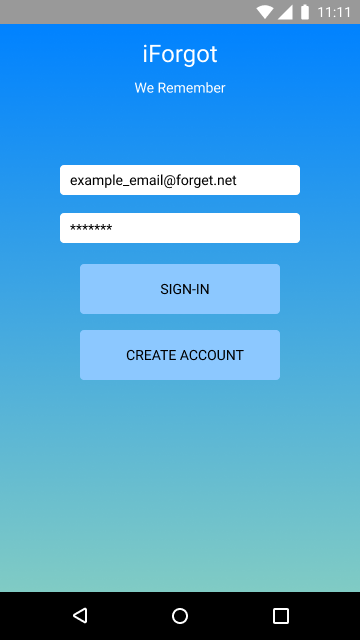 11:11
iForgot
We Remember
example_email@forget.net
*******
SIGN-IN
CREATE ACCOUNT